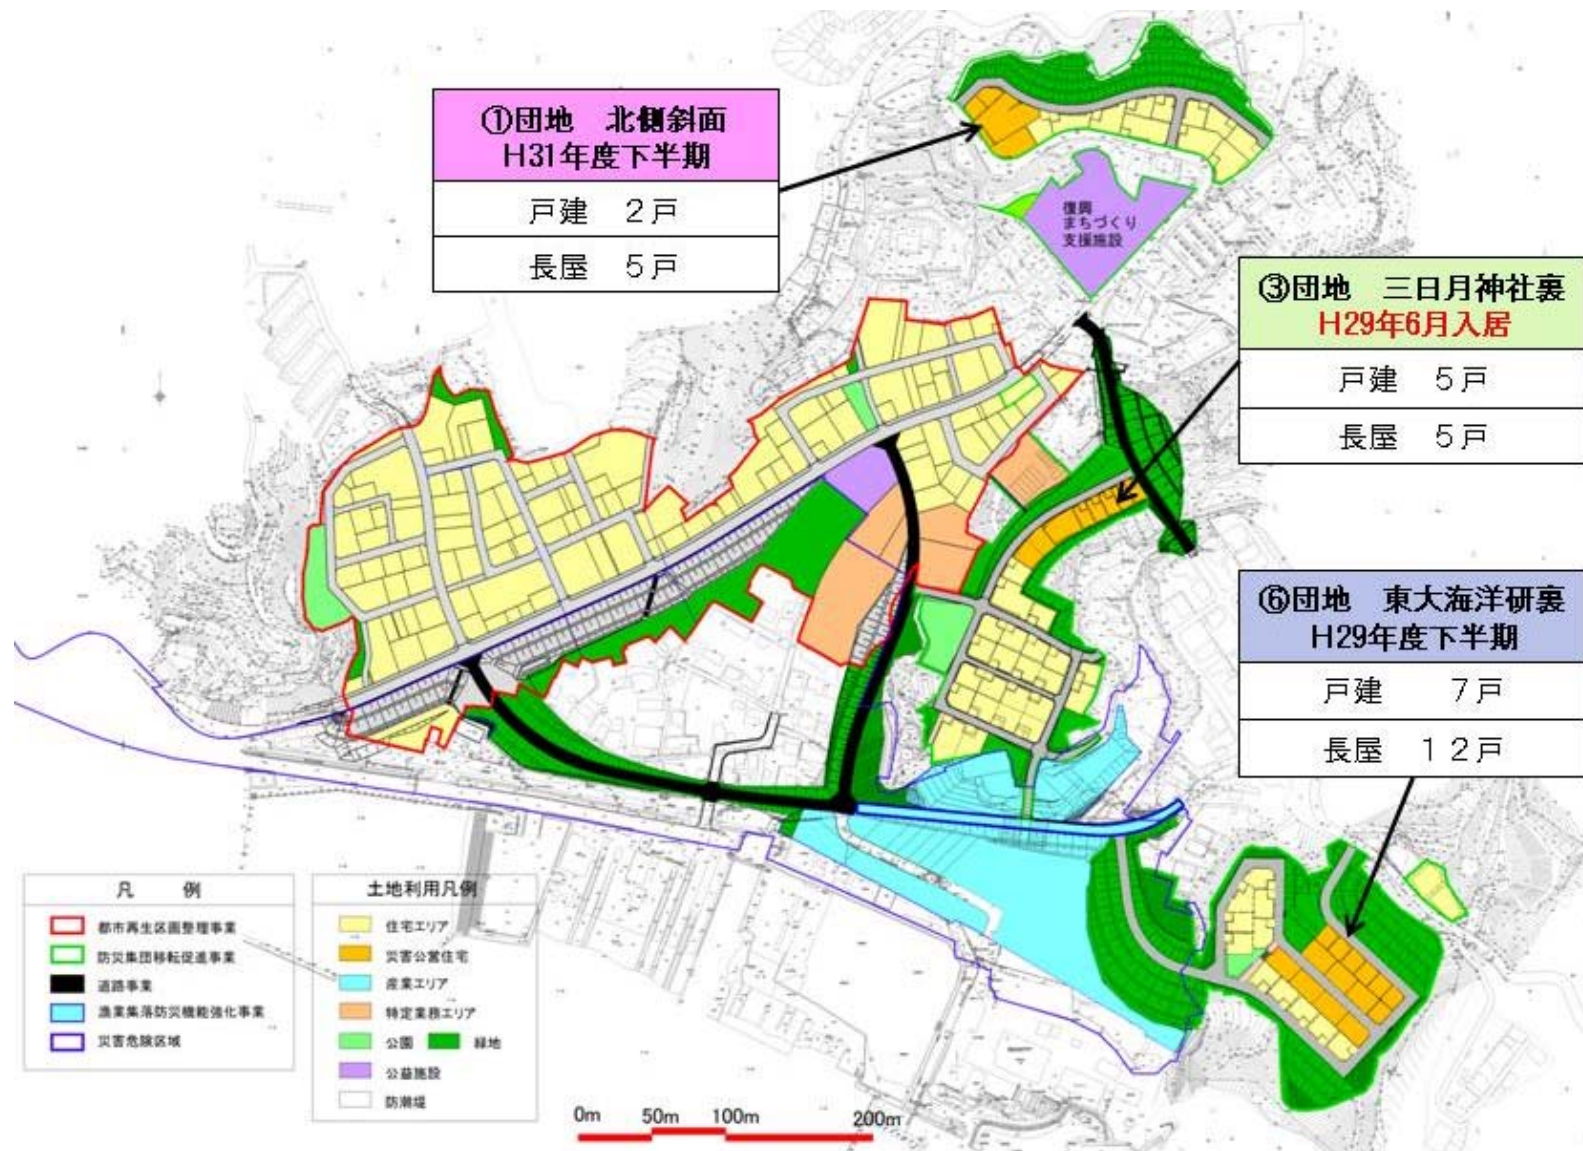 ①団地　北側斜面
H31年度下半期
戸建　2戸
長屋　5戸
復興
まちづくり
支援施設
③団地　三日月神社裏
H29年6月入居
戸建　5戸
長屋　5戸
⑥団地　東大海洋研裏
H29年度下半期
戸建　　7戸
長屋　12戸
凡　例
都市再生区画整理事業
防災集団移転促進事業
道路事業
漁業集落防災機能強化事業
災害危険区域
土地利用凡例
住宅エリア
災害公営住宅
産業エリア
特定業務エリア
公園　緑地
公益施設
防潮堤
0m　50m　100m　200m